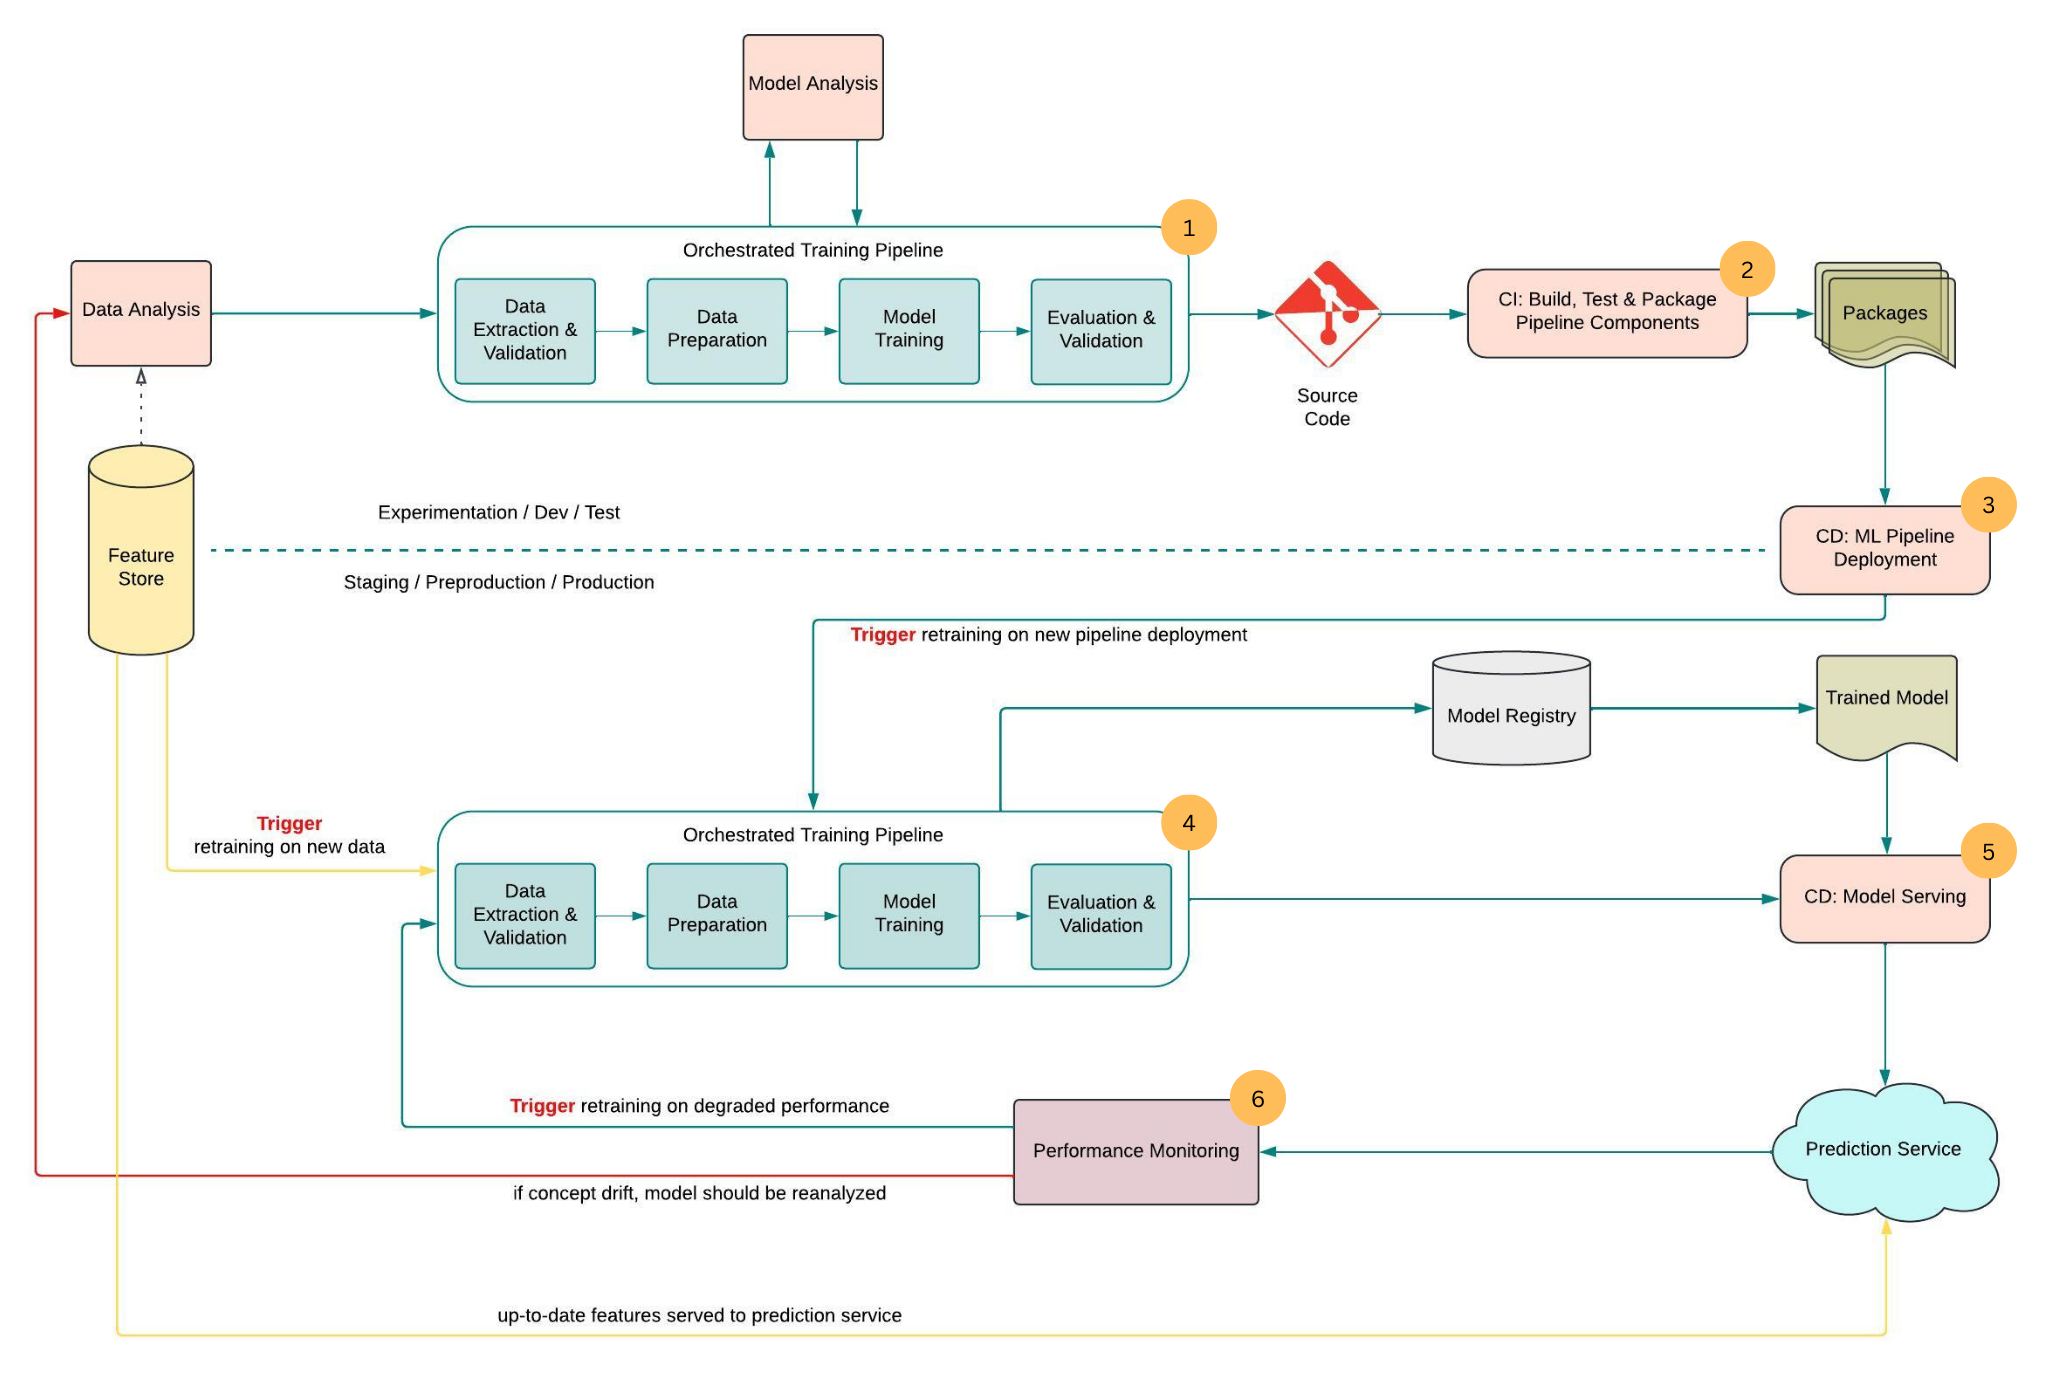 Model Analysis
1
Orchestrated Training Pipeline
Data
Extraction &
Validation
Data
Preparation
Model
Training
Evaluation &
Validation
Data Analysis
Source
Code
2
CI: Build, Test & Package
Pipeline Components
Packages
3
CD: ML Pipeline
Deployment
Feature
Store
Experimentation / Dev / Test
Staging / Preproduction / Production
Trigger retraining on new pipeline deployment
Model Registry
Trained Model
Trigger
retraining on new data
4
Orchestrated Training Pipeline
Data
Extraction &
Validation
Data
Preparation
Model
Training
Evaluation &
Validation
5
CD: Model Serving
Trigger retraining on degraded performance
6
Performance Monitoring
Prediction Service
if concept drift, model should be reanalyzed
up-to-date features served to prediction service